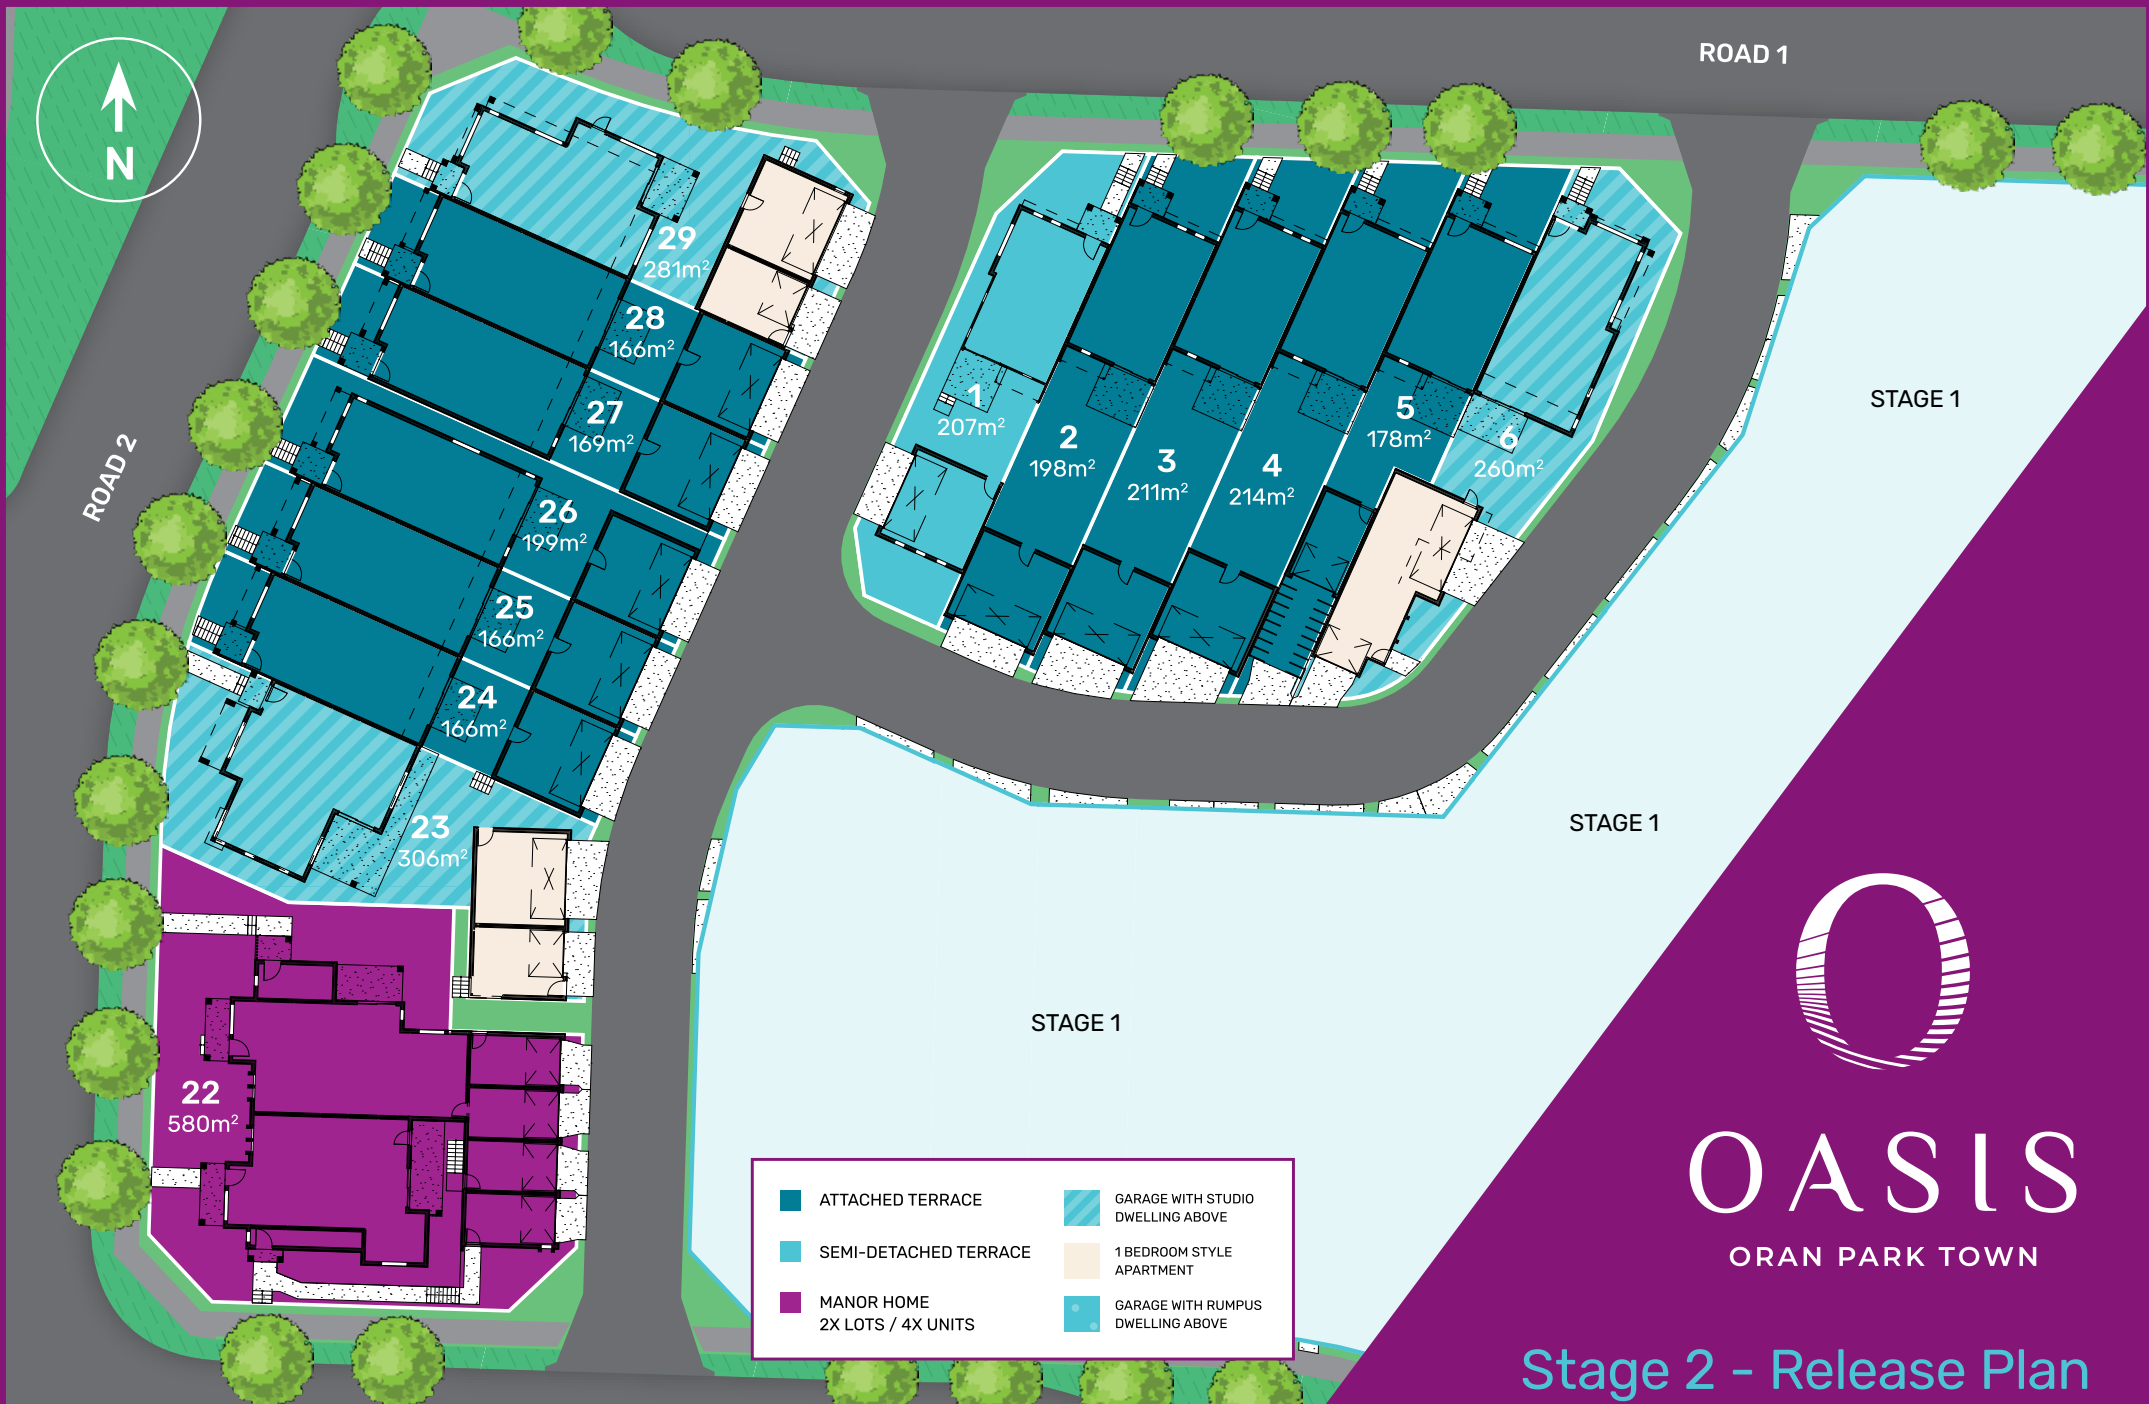 N
ROAD 1
ROAD 2
29
281m²
28
166m²
27
169m²
26
199m²
25
166m²
24
166m²
23
306m²
22
580m²
1
207m²
2
198m²
3
211m²
4
214m²
5
178m²
6
260m²
STAGE 1
STAGE 1
STAGE 1
ATTACHED TERRACE
SEMI-DETACHED TERRACE
MANOR HOME
2X LOTS / 4X UNITS
GARAGE WITH STUDIO
DWELLING ABOVE
1 BEDROOM STYLE
APARTMENT
GARAGE WITH RUMPUS
DWELLING ABOVE
O
OASIS
ORAN PARK TOWN
Stage 2 - Release Plan